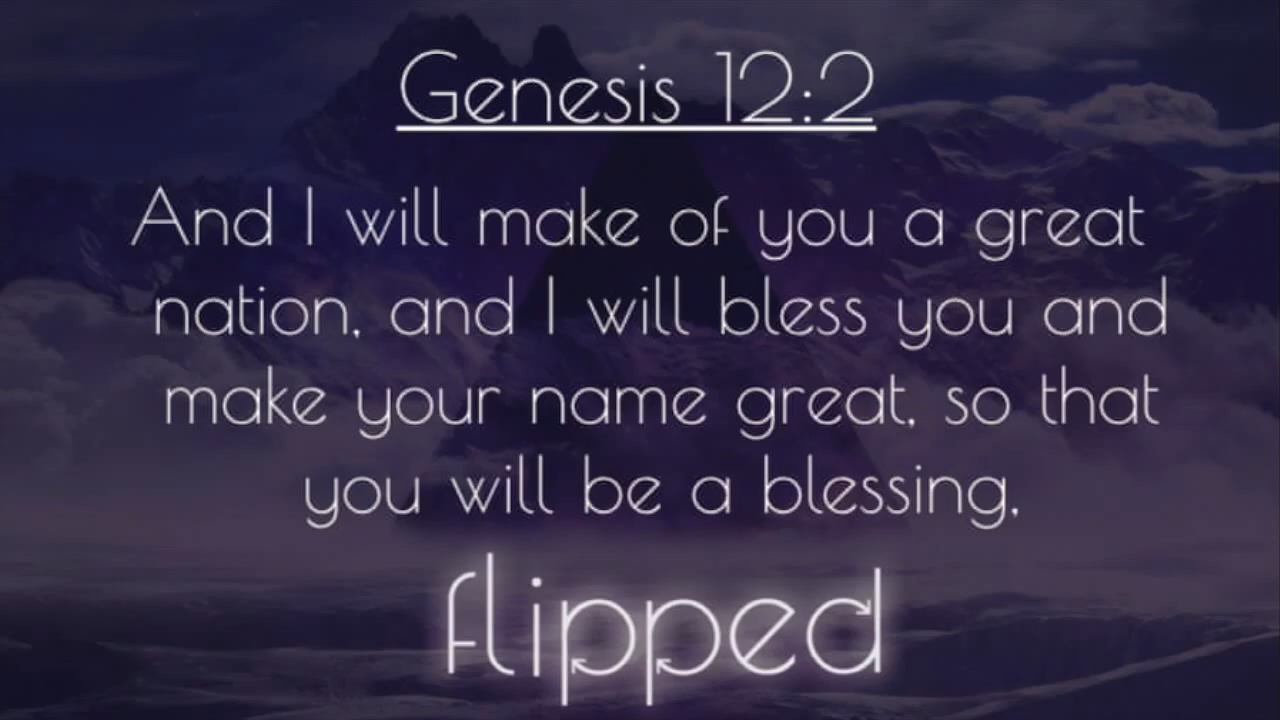 Genesis 12:2
And I will make of you a great
nation, and I will bless you and
make your name great, so that
you will be a blessing,
flipped